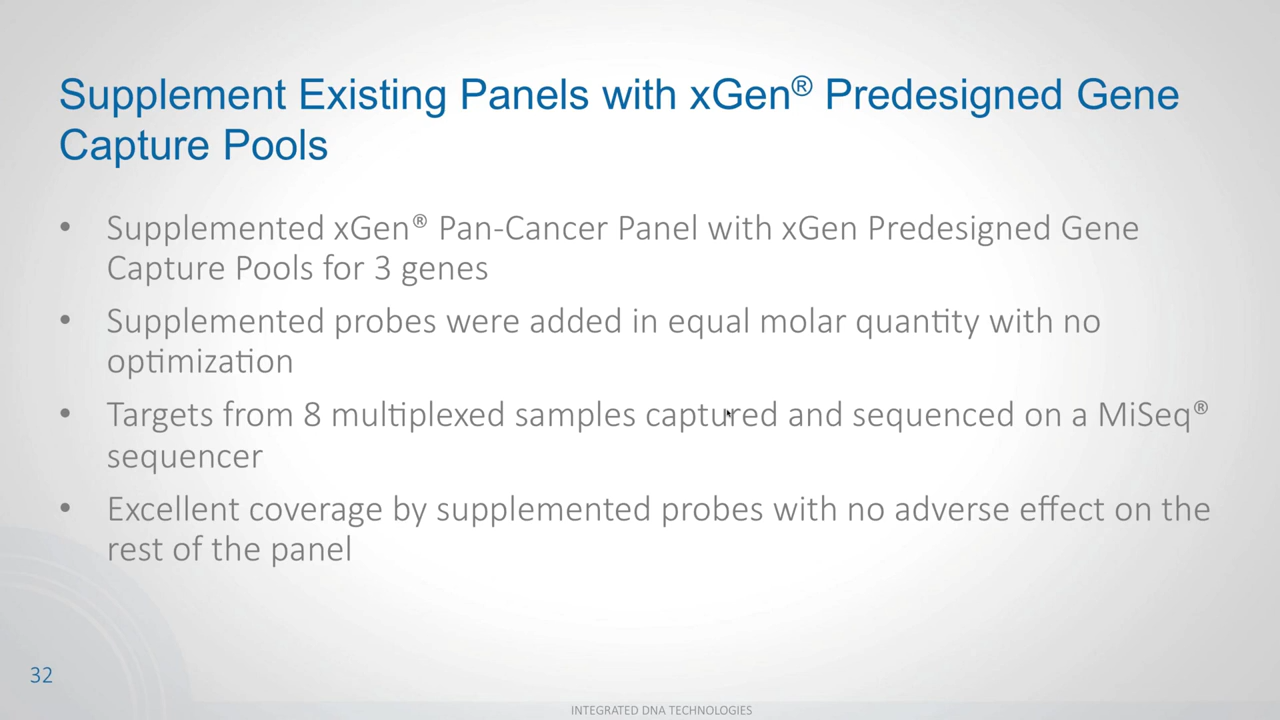 Supplement Existing Panels with xGen® Predesigned Gene
Capture Pools
• Supplemented xGen® Pan-Cancer Panel with xGen Predesigned Gene
Capture Pools for 3 genes
• Supplemented probes were added in equal molar quantity with no
optimization
• Targets from 8 multiplexed samples captured and sequenced on a MiSeq®
sequencer
• Excellent coverage by supplemented probes with no adverse effect on the
rest of the panel
32
INTEGRATED DNA TECHNOLOGIES